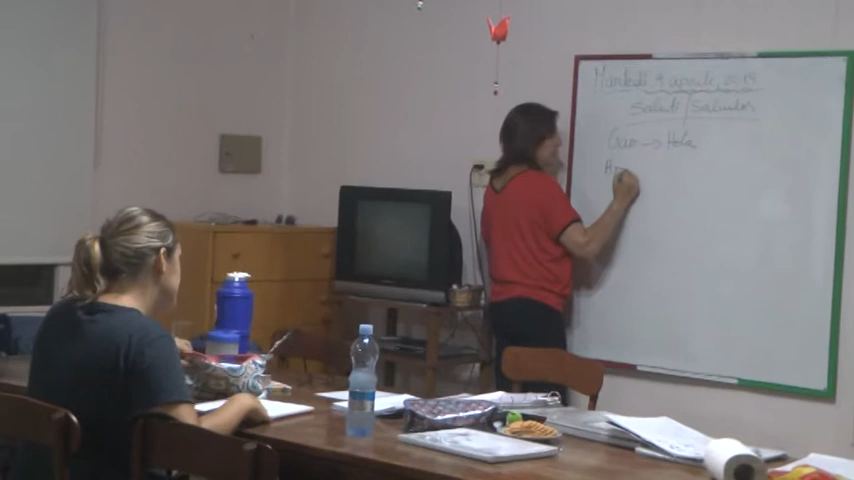 Martedì 9 aprile, 2019
Saluti / Saludos
Ciao → Hola